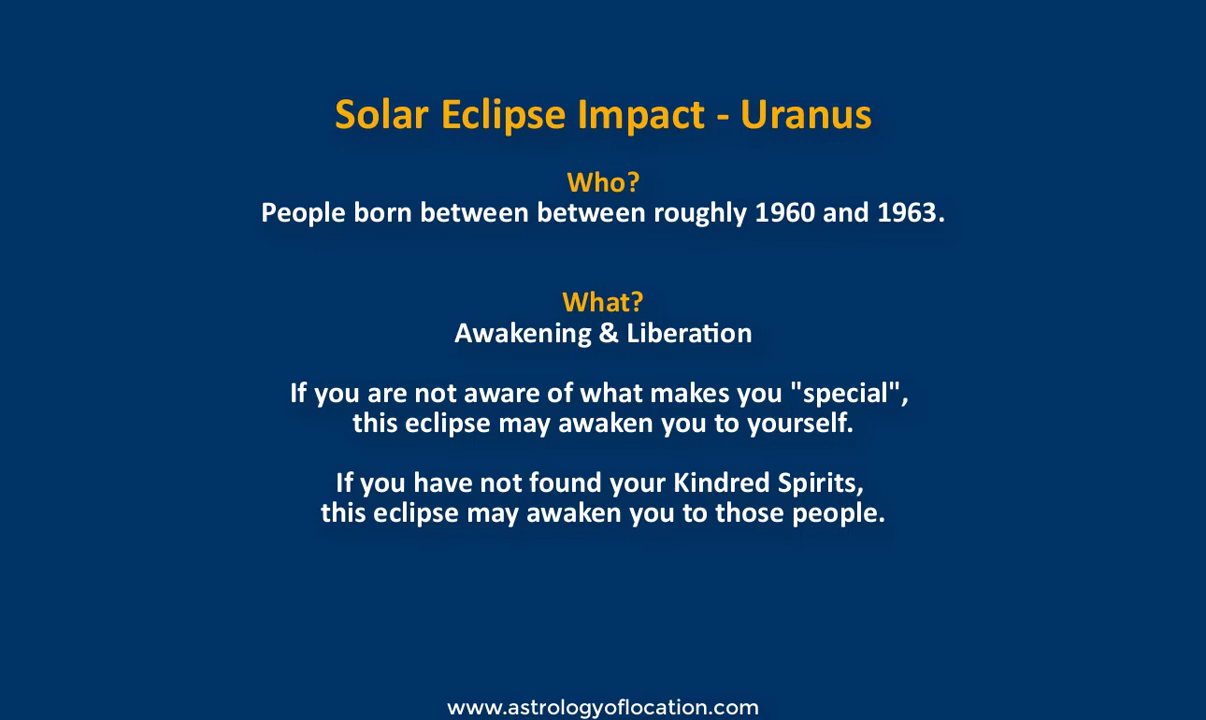 Solar Eclipse Impact - Uranus
Who?
People born between between roughly 1960 and 1963.
What?
Awakening & Liberation
If you are not aware of what makes you "special",
this eclipse may awaken you to yourself.
If you have not found your Kindred Spirits,
this eclipse may awaken you to those people.
www.astrologyoflocation.com